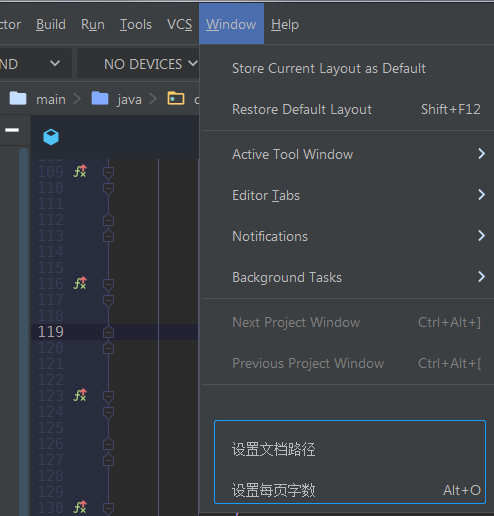 ctor Build Run Tools VCS Window Help
ND NO DEVICES
main java
Store Current Layout as Default
Restore Default Layout Shift+F12
Active Tool Window
Editor Tabs
Notifications
Background Tasks
Next Project Window Ctrl+Alt+]
Previous Project Window Ctrl+Alt+[
设置文档路径
设置每页字数 Alt+O
109
110
111
112
113
114
115
116
117
118
119
120
121
122
123
124
125
126
127
128
129
130